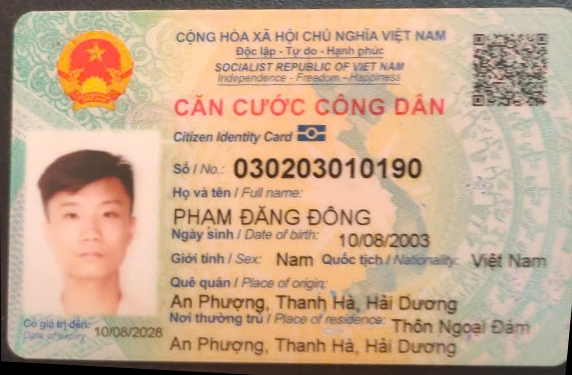 CỘNG HÒA XÃ HỘI CHỦ NGHĨA VIỆT NAM
Độc lập - Tự do - Hạnh phúc
SOCIALIST REPUBLIC OF VIET NAM
Independence - Freedom - Happiness
CĂN CƯỚC CÔNG DÂN
Citizen Identity Card
Số / No.: 030203010190
Họ và tên / Full name:
PHẠM ĐĂNG ĐÔNG
Ngày sinh / Date of birth: 10/08/2003
Giới tính / Sex: Nam Quốc tịch / Nationality: Việt Nam
Quê quán / Place of origin:
An Phượng, Thanh Hà, Hải Dương
Nơi thường trú / Place of residence: Thôn Ngoại Đàm
An Phượng, Thanh Hà, Hải Dương
Có giá trị đến: 10/08/2028
Date of expiry